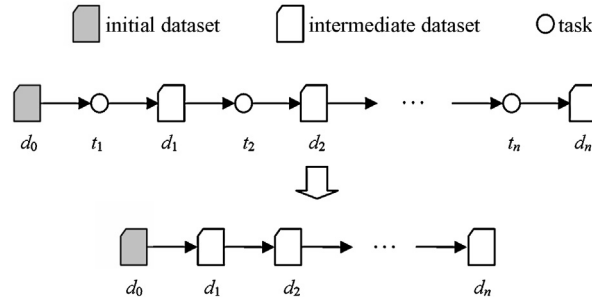 initial dataset intermediate dataset task
...
d0 t1 d1 t2 d2 tn dn
...
d0 d1 d2 dn